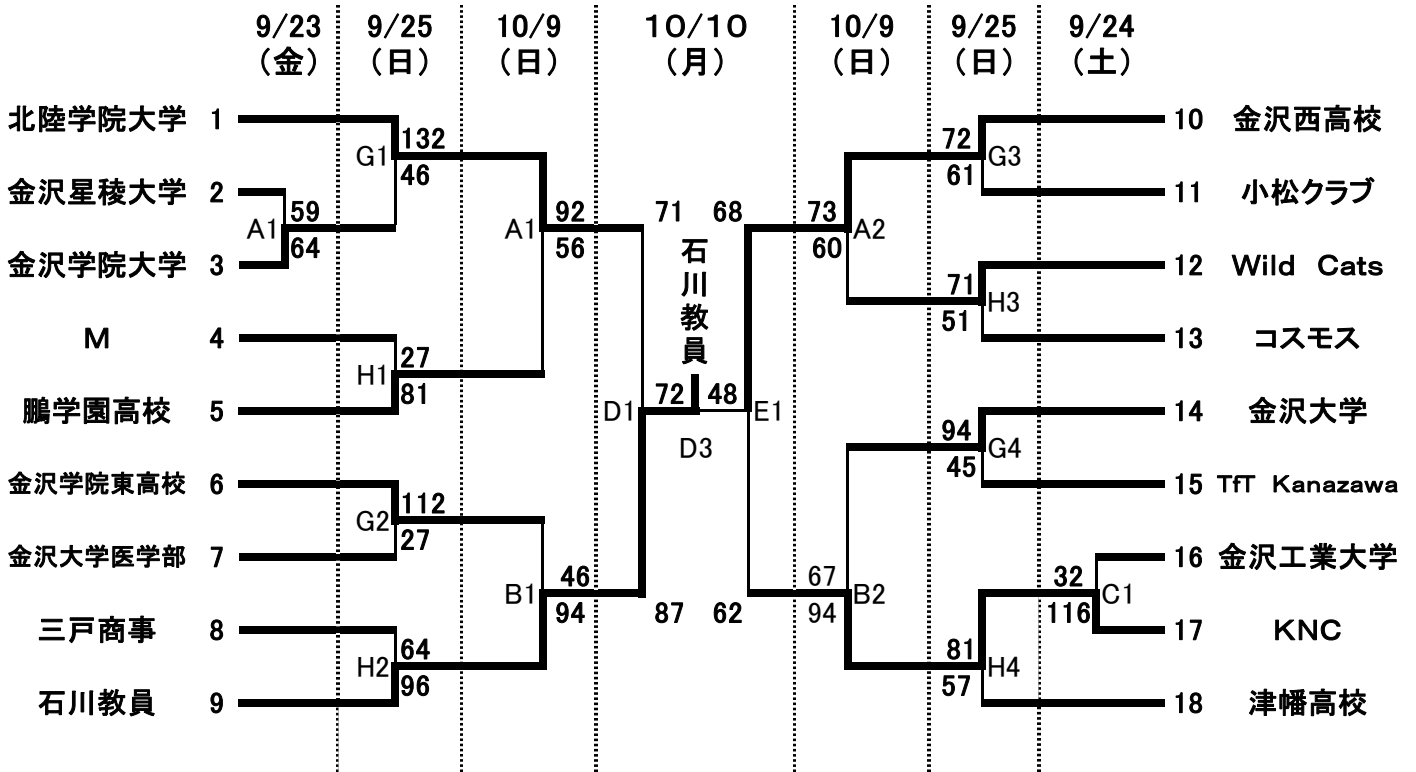 9/23 9/25 10/9 10/10 10/9 9/25 9/24
（金） （日） （日） （月） （日） （日） （土）
北陸学院大学 1
金沢星稜大学 2
金沢学院大学 3
M 4
鵬学園高校 5
金沢学院東高校 6
金沢大学医学部 7
三戸商事 8
石川教員 9
A1
59
64
G1
132
46
H1
27
81
G2
112
27
H2
64
96
A1
92
56
B1
46
94
D1
71
87
石川教員
72 48
D3
E1
68
62
A2
73
60
B2
67
94
G3
72
61
H3
71
51
G4
94
45
H4
81
57
C1
32
116
10 金沢西高校
11 小松クラブ
12 Wild Cats
13 コスモス
14 金沢大学
15 TfT Kanazawa
16 金沢工業大学
17 KNC
18 津幡高校